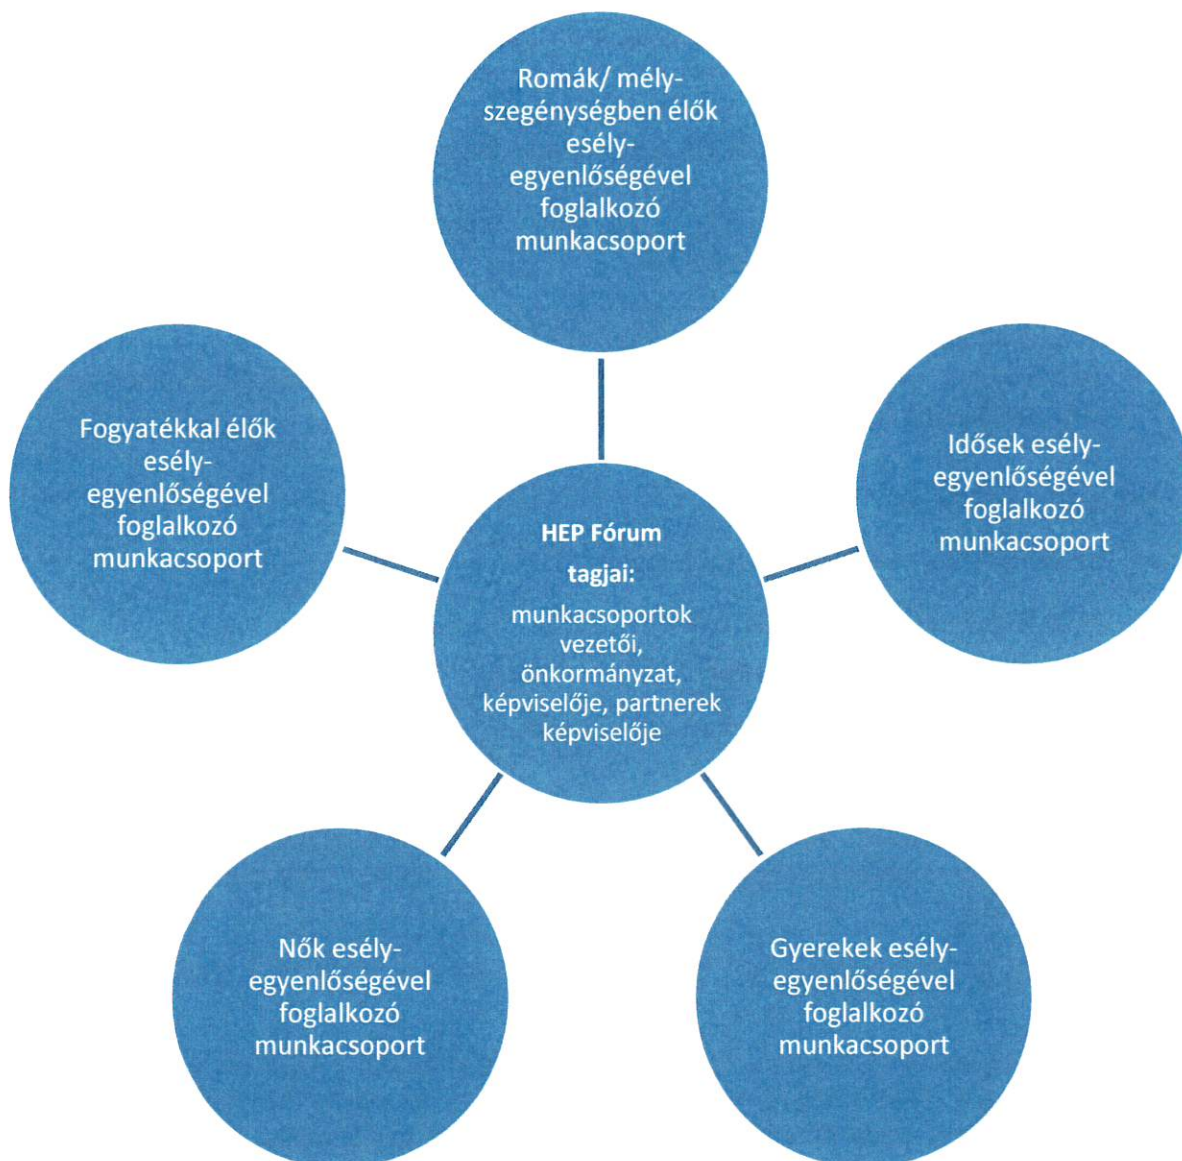 Romák/ mély-
szegénységben élők
esély-
egyenlőségével
foglalkozó
munkacsoport
Idősek esély-
egyenlőségével
foglalkozó
munkacsoport
Gyerekek esély-
egyenlőségével
foglalkozó
munkacsoport
Nők esély-
egyenlőségével
foglalkozó
munkacsoport
Fogyatékkal élők
esély-
egyenlőségével
foglalkozó
munkacsoport
HEP Fórum
tagjai:
munkacsoportok
vezetői,
önkormányzat,
képviselője, partnerek
képviselője